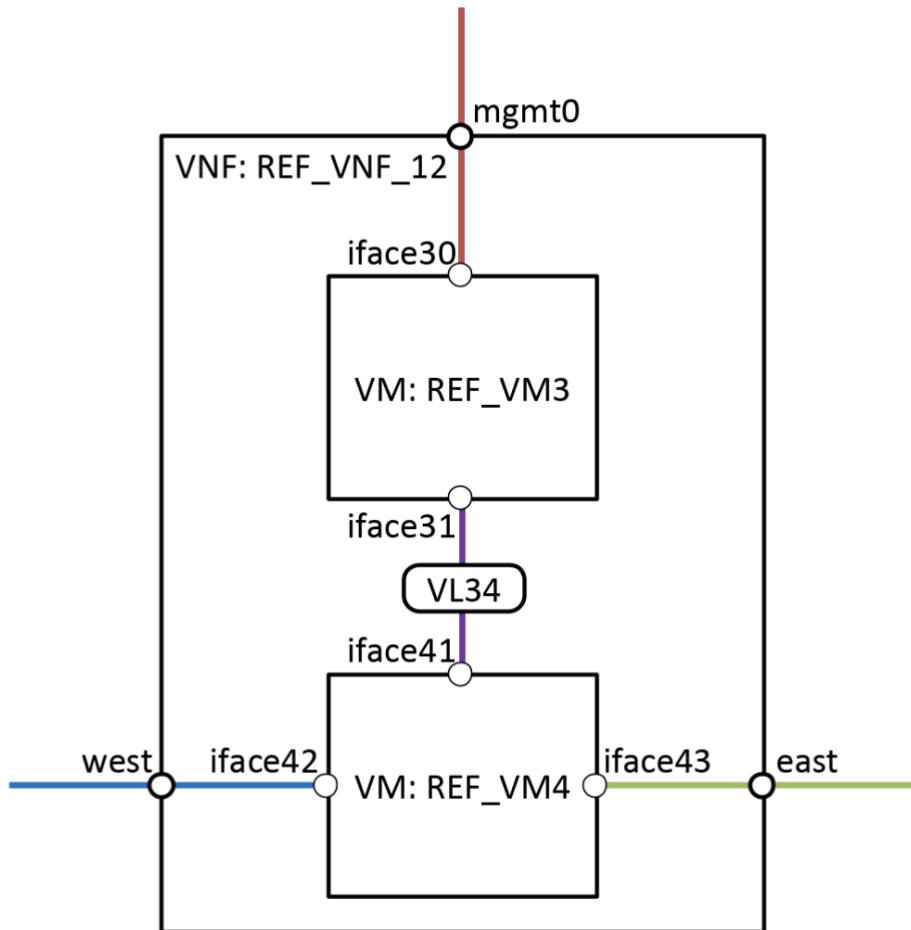 mgmt0
VNF: REF_VNF_12
iface30
VM: REF_VM3
iface31
VL34
iface41
west
iface42
VM: REF_VM4
iface43
east